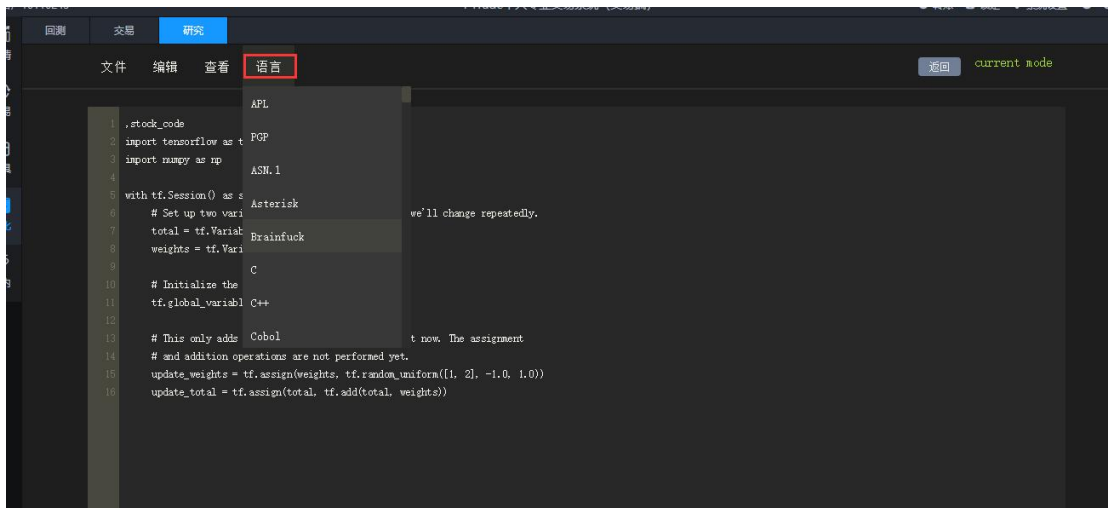 回测 交易 研究
文件 编辑 查看 语言
返回 current mode
APL
PGP
ASN.1
Asterisk
Brainfuck
C
C++
Cobol
1 ,stock_code
2 import tensorflow as t
3 import numpy as np
4
5 with tf.Session() as s
6 # Set up two vari we'll change repeatedly.
7 total = tf.Variab
8 weights = tf.Vari
9
10 # Initialize the
11 tf.global_variabl
12
13 # This only adds t now. The assignment
14 # and addition operations are not performed yet.
15 update_weights = tf.assign(weights, tf.random_uniform([1, 2], -1.0, 1.0))
16 update_total = tf.assign(total, tf.add(total, weights))